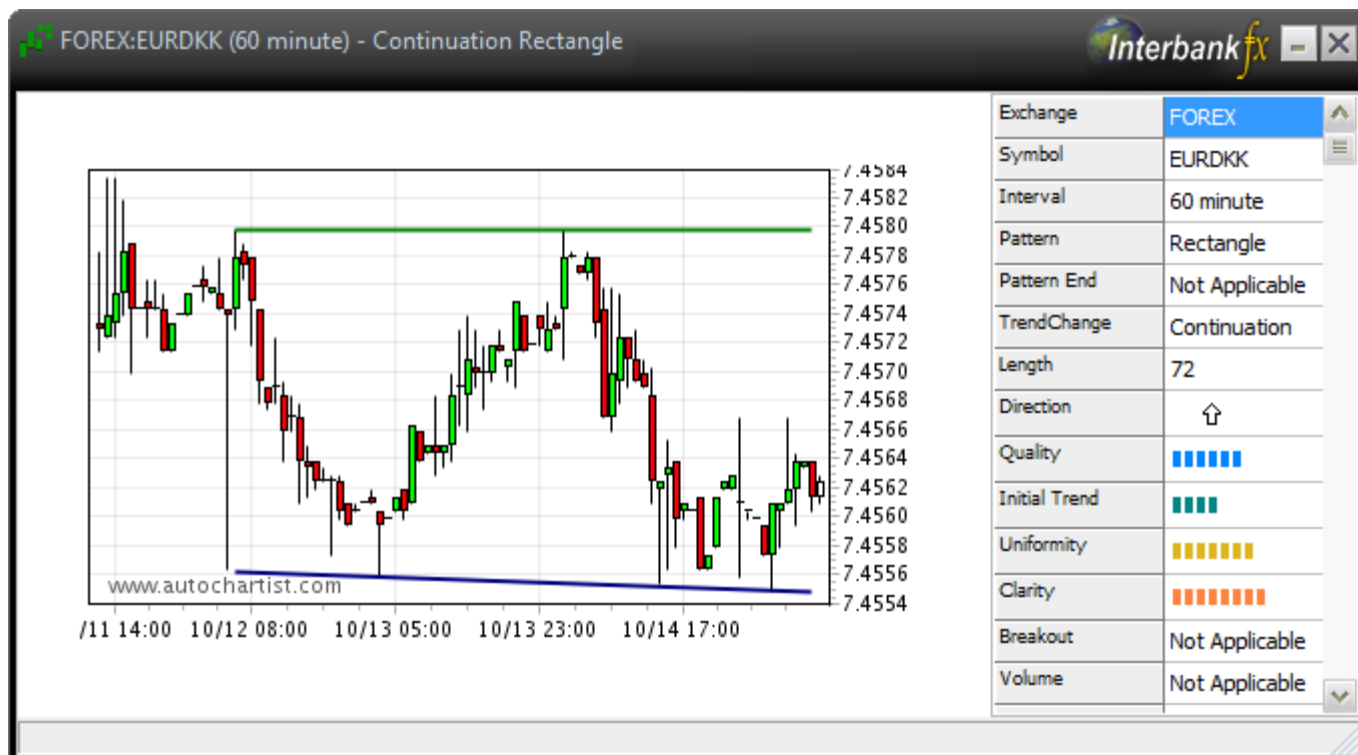 FOREX:EURDKK (60 minute) - Continuation Rectangle
Interbank fx
7.4584
7.4582
7.4580
7.4578
7.4576
7.4574
7.4572
7.4570
7.4568
7.4566
7.4564
7.4562
7.4560
7.4558
7.4556
7.4554
www.autochartist.com
/11 14:00 10/12 08:00 10/13 05:00 10/13 23:00 10/14 17:00
Exchange FOREX
Symbol EURDKK
Interval 60 minute
Pattern Rectangle
Pattern End Not Applicable
TrendChange Continuation
Length 72
Direction
Quality
Initial Trend
Uniformity
Clarity
Breakout Not Applicable
Volume Not Applicable